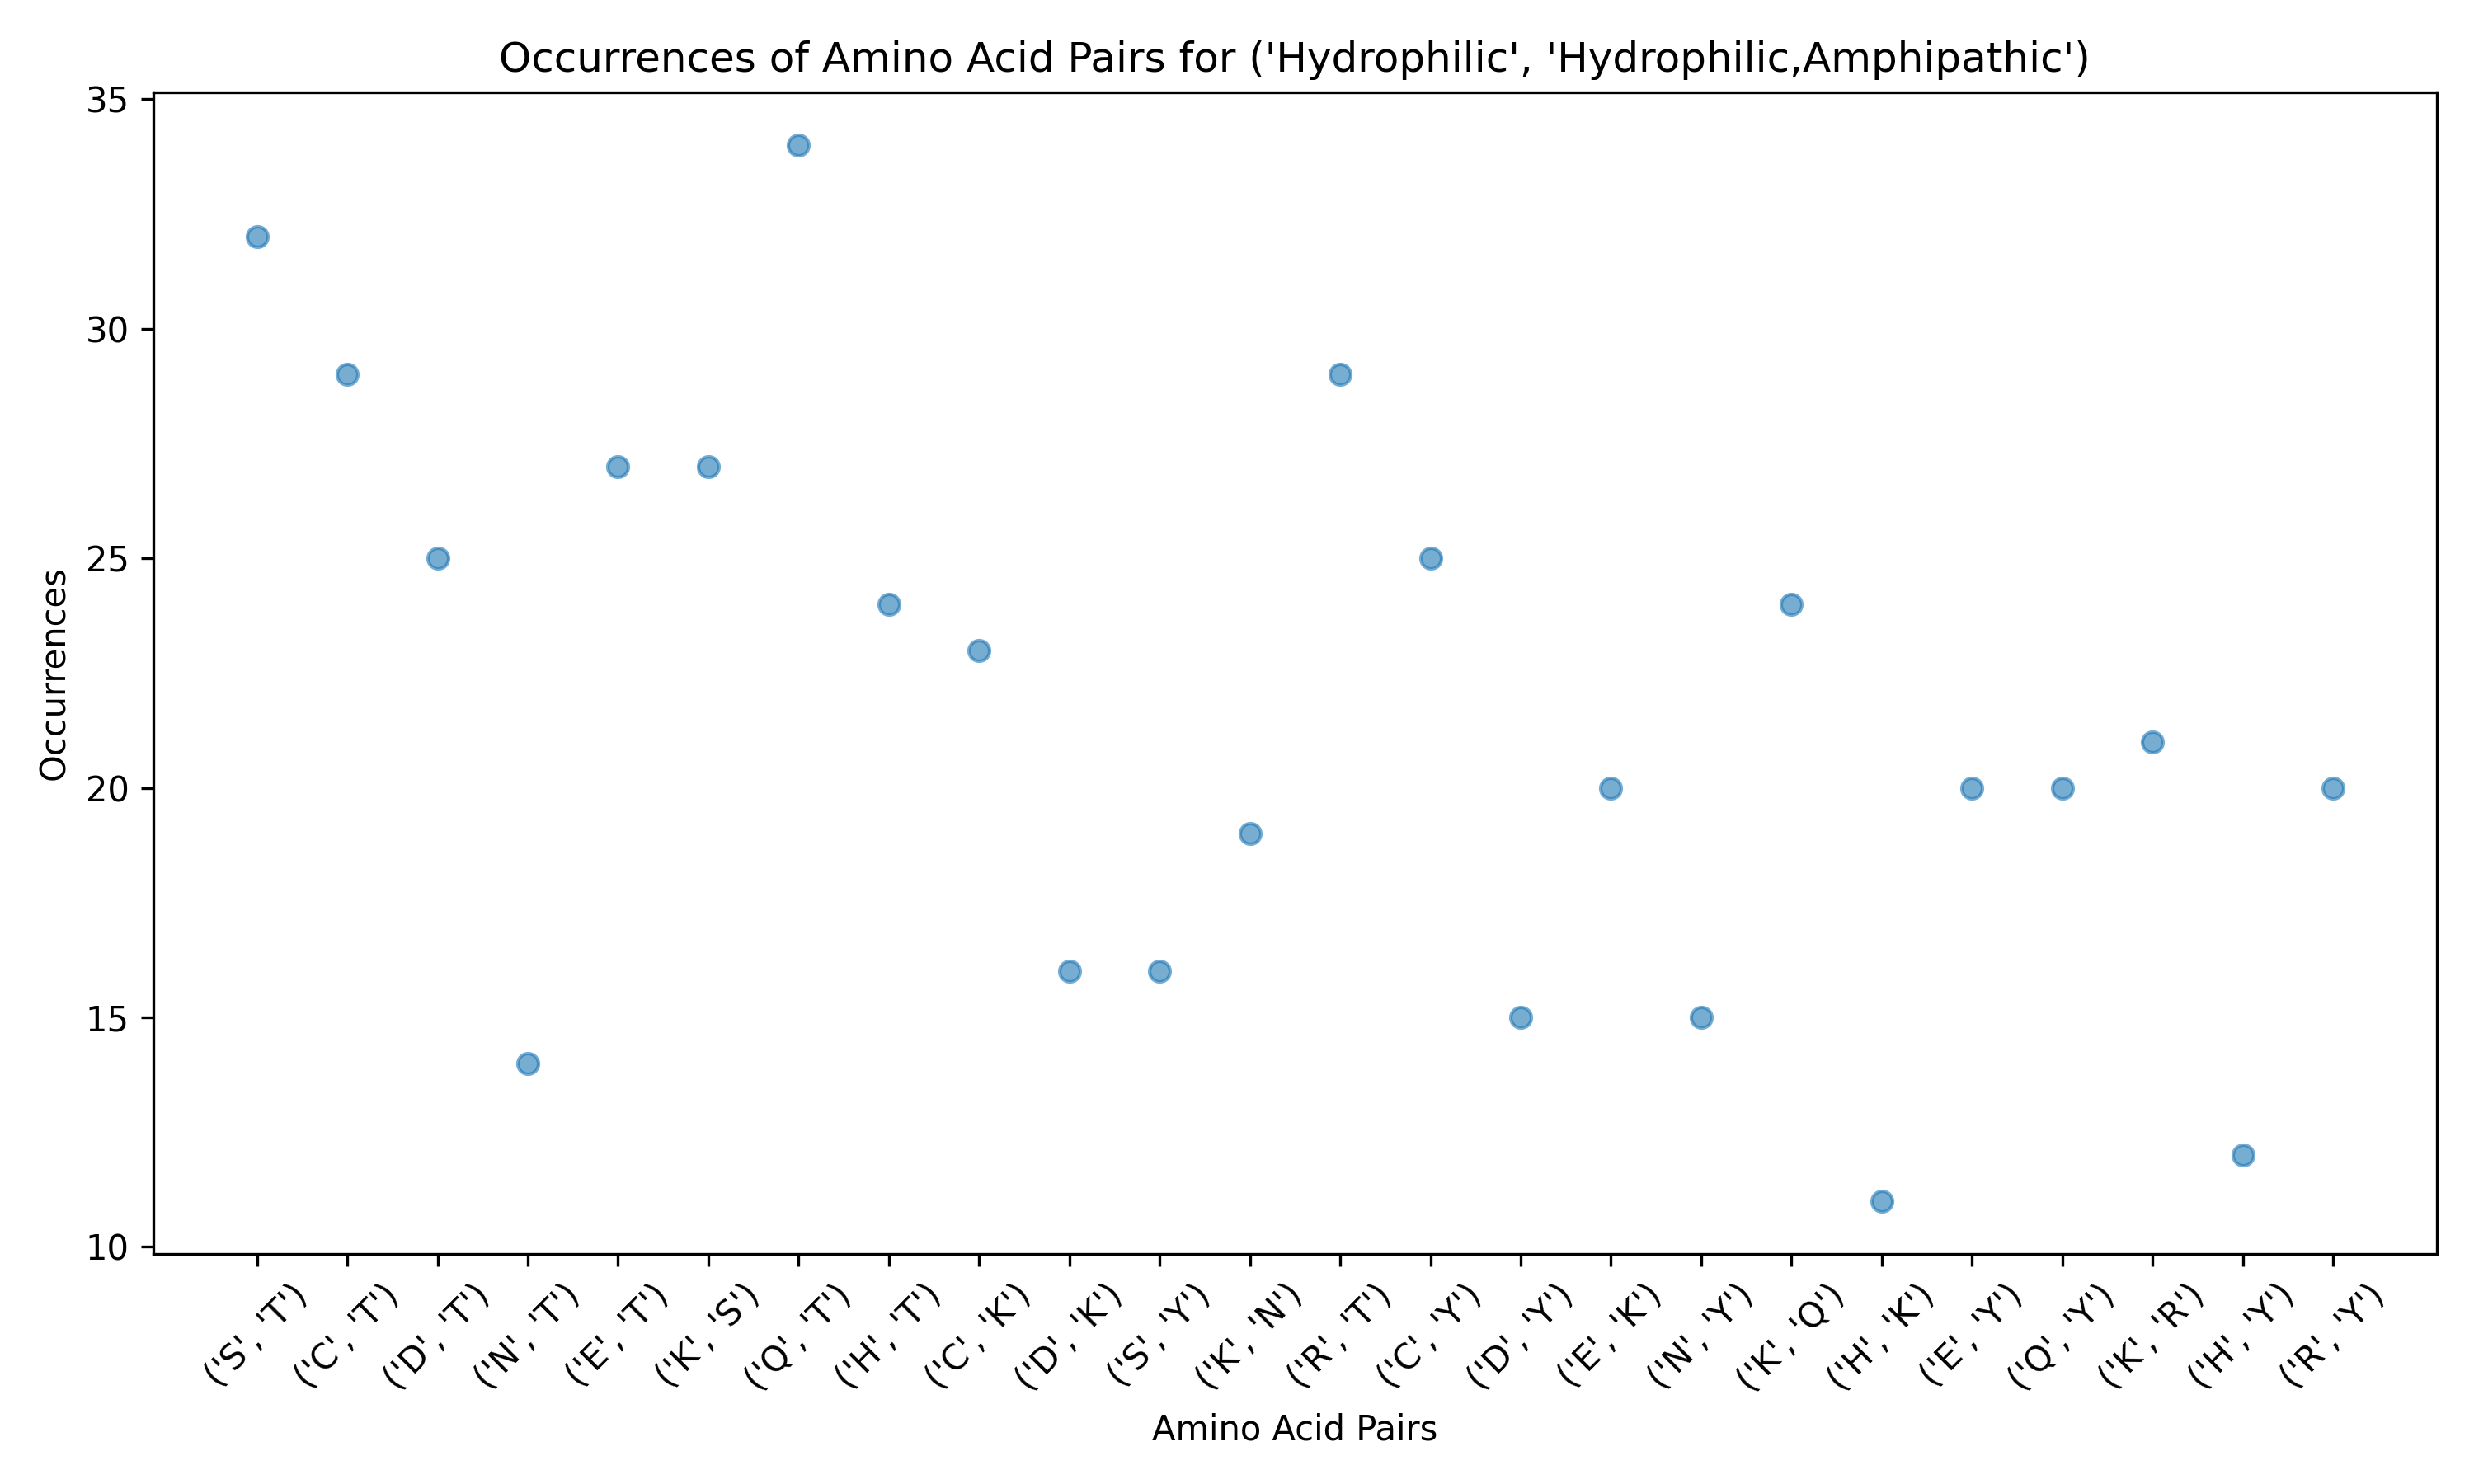 Occurrences of Amino Acid Pairs for ('Hydrophilic', 'Hydrophilic,Amphipathic')
35
30
25
20
15
10
Occurrences
('S', 'T')
('C', 'T')
('D', 'T')
('N', 'T')
('E', 'T')
('K', 'S')
('Q', 'T')
('H', 'T')
('C', 'K')
('D', 'K')
('S', 'Y')
('K', 'N')
('R', 'T')
('C', 'Y')
('D', 'Y')
('E', 'K')
('N', 'Y')
('K', 'Q')
('H', 'K')
('E', 'Y')
('Q', 'Y')
('K', 'R')
('H', 'Y')
('R', 'Y')
Amino Acid Pairs